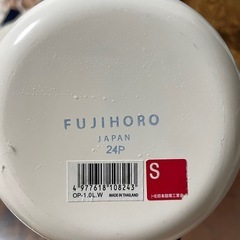 FUJIHORO
JAPAN
24P
S
4 977618 108243
OP-1.0L.W MADE IN THAILAND